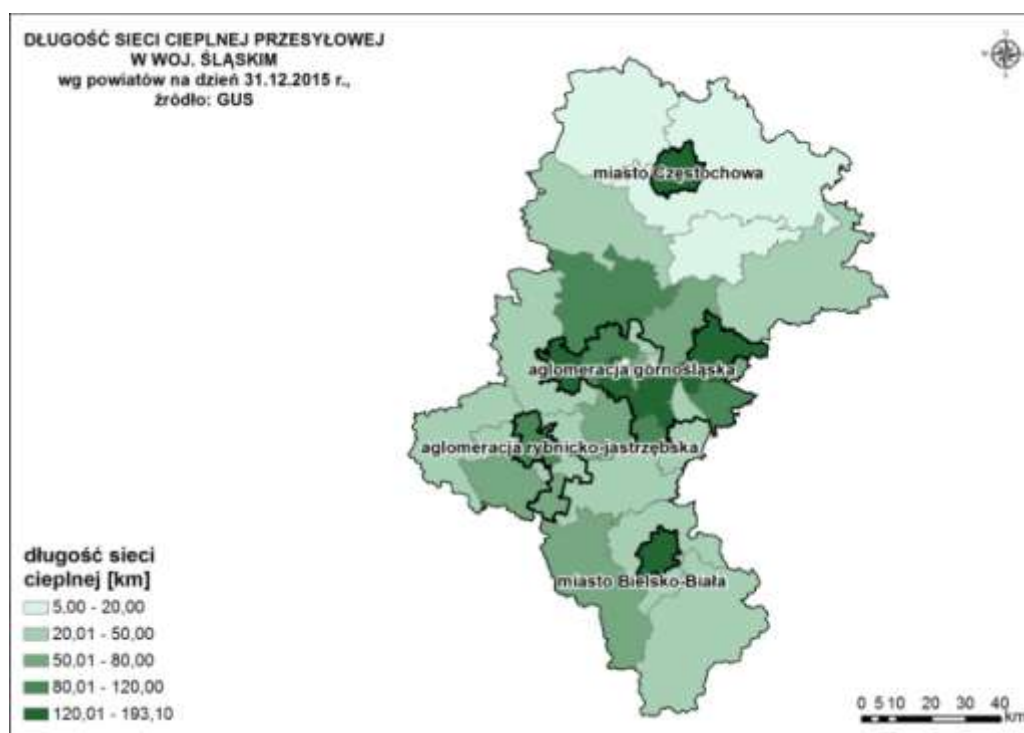 DŁUGOŚĆ SIECI CIEPLNEJ PRZESYŁOWEJ
W WOJ. ŚLĄSKIM
wg powiatów na dzień 31.12.2015 r.,
źródło: GUS
miasto Częstochowa
aglomeracja górnośląska
aglomeracja rybnicko-jastrzębska
miasto Bielsko-Biała
długość sieci
cieplnej [km]
5,00 - 20,00
20,01 - 50,00
50,01 - 80,00
80,01 - 120,00
120,01 - 193,10
0 5 10 20 30 40
km